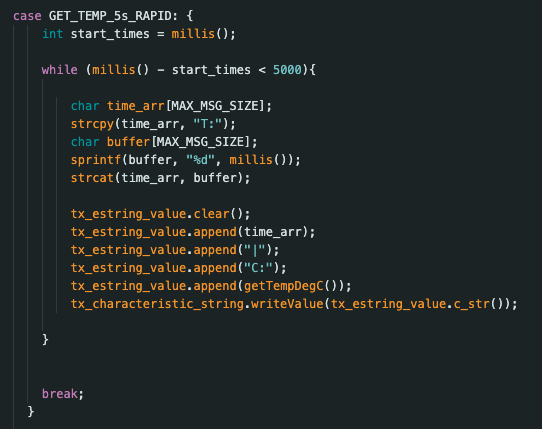 case GET_TEMP_5s_RAPID: {
int start_times = millis();
while (millis() - start_times < 5000){
char time_arr[MAX_MSG_SIZE];
strcpy(time_arr, "T:");
char buffer[MAX_MSG_SIZE];
sprintf(buffer, "%d", millis());
strcat(time_arr, buffer);
tx_estring_value.clear();
tx_estring_value.append(time_arr);
tx_estring_value.append("|");
tx_estring_value.append("C:");
tx_estring_value.append(getTempDegC());
tx_characteristic_string.writeValue(tx_estring_value.c_str());
}
break;
}